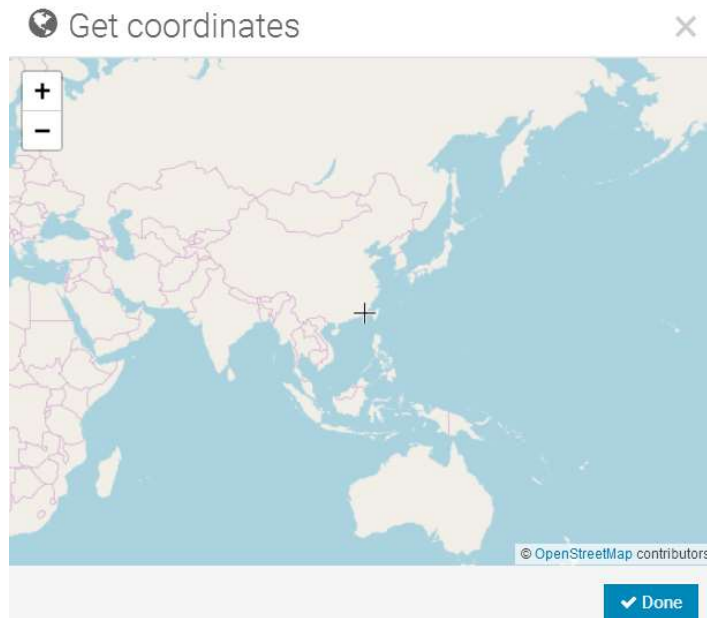 Get coordinates
×
+
−
© OpenStreetMap contributors
Done